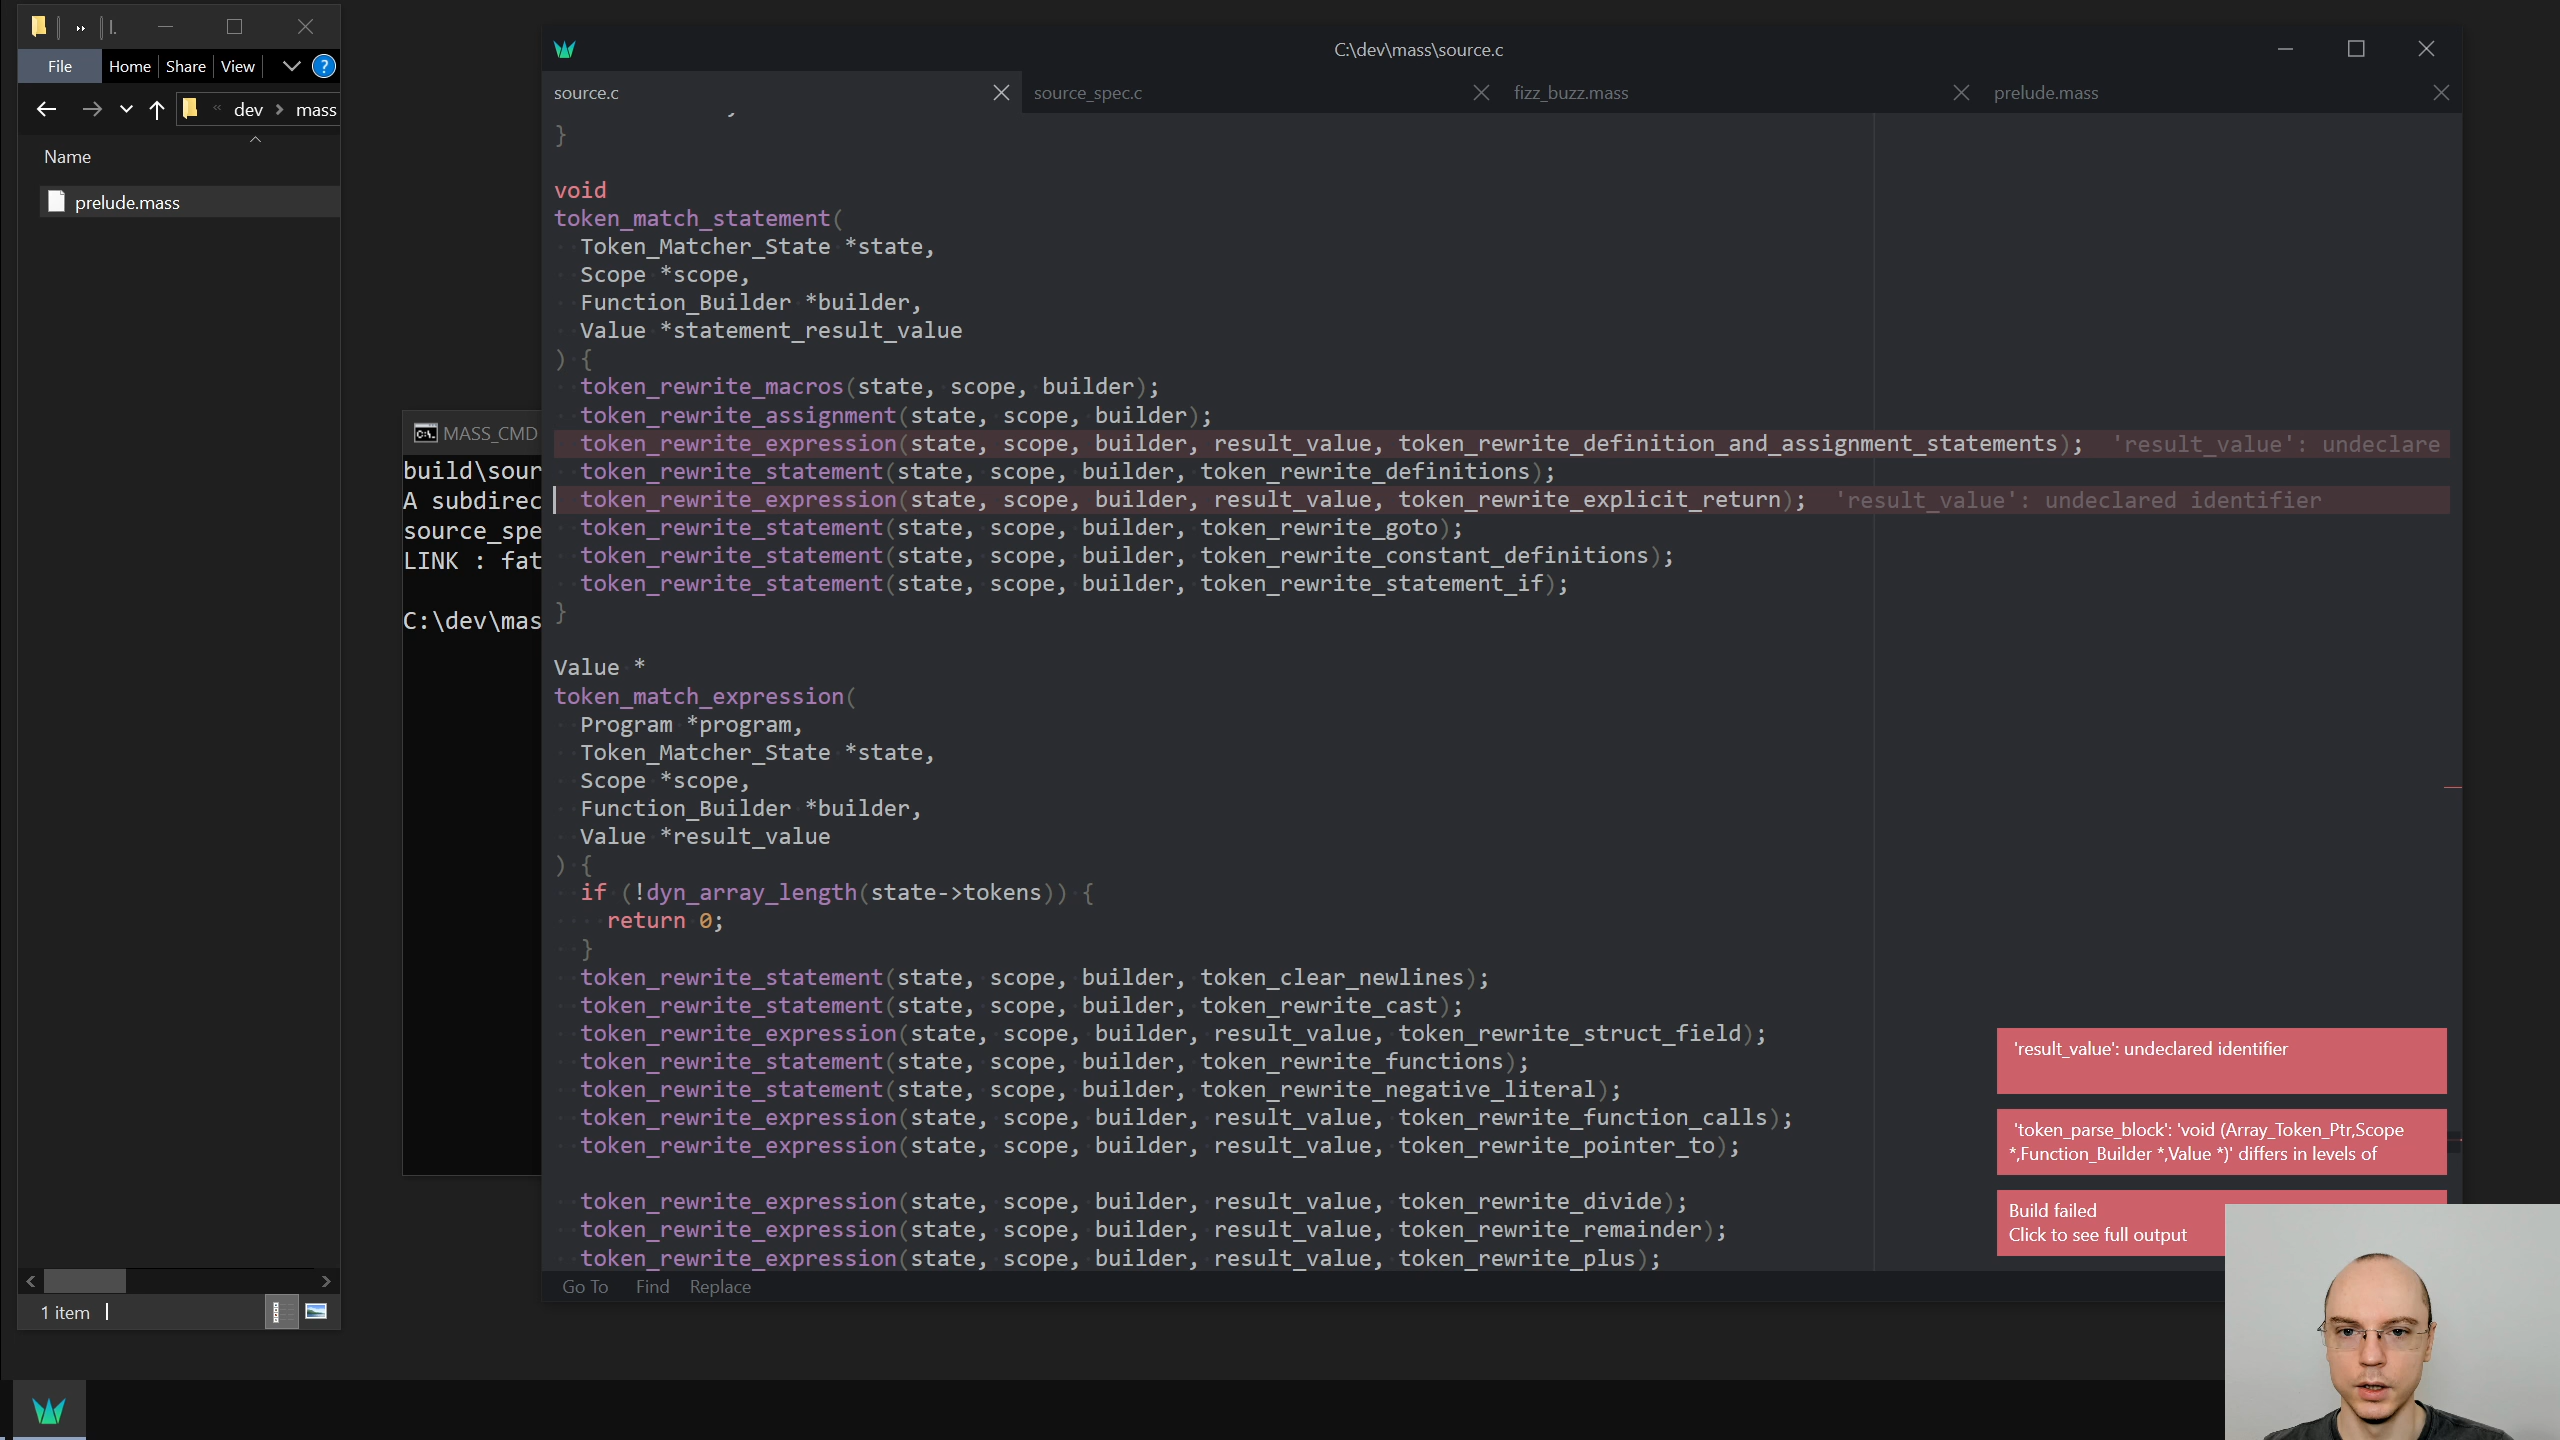 File
Home
Share
View
dev
mass
Name
prelude.mass
1 item
MASS_CMD
build\sour
A subdirec
source_spe
LINK : fat
C:\dev\mas
C:\dev\mass\source.c
source.c
source_spec.c
fizz_buzz.mass
prelude.mass
}
void
token_match_statement(
Token_Matcher_State *state,
Scope *scope,
Function_Builder *builder,
Value *statement_result_value
) {
token_rewrite_macros(state, scope, builder);
token_rewrite_assignment(state, scope, builder);
token_rewrite_expression(state, scope, builder, result_value, token_rewrite_definition_and_assignment_statements); 'result_value': undeclare
token_rewrite_statement(state, scope, builder, token_rewrite_definitions);
token_rewrite_expression(state, scope, builder, result_value, token_rewrite_explicit_return); 'result_value': undeclared identifier
token_rewrite_statement(state, scope, builder, token_rewrite_goto);
token_rewrite_statement(state, scope, builder, token_rewrite_constant_definitions);
token_rewrite_statement(state, scope, builder, token_rewrite_statement_if);
}
Value *
token_match_expression(
Program *program,
Token_Matcher_State *state,
Scope *scope,
Function_Builder *builder,
Value *result_value
) {
if (!dyn_array_length(state->tokens)) {
return 0;
}
token_rewrite_statement(state, scope, builder, token_clear_newlines);
token_rewrite_statement(state, scope, builder, token_rewrite_cast);
token_rewrite_expression(state, scope, builder, result_value, token_rewrite_struct_field);
token_rewrite_statement(state, scope, builder, token_rewrite_functions);
token_rewrite_statement(state, scope, builder, token_rewrite_negative_literal);
token_rewrite_expression(state, scope, builder, result_value, token_rewrite_function_calls);
token_rewrite_expression(state, scope, builder, result_value, token_rewrite_pointer_to);
token_rewrite_expression(state, scope, builder, result_value, token_rewrite_divide);
token_rewrite_expression(state, scope, builder, result_value, token_rewrite_remainder);
token_rewrite_expression(state, scope, builder, result_value, token_rewrite_plus);
'result_value': undeclared identifier
'token_parse_block': 'void (Array_Token_Ptr,Scope
*,Function_Builder *,Value *)' differs in levels of
Build failed
Click to see full output
Go To
Find
Replace